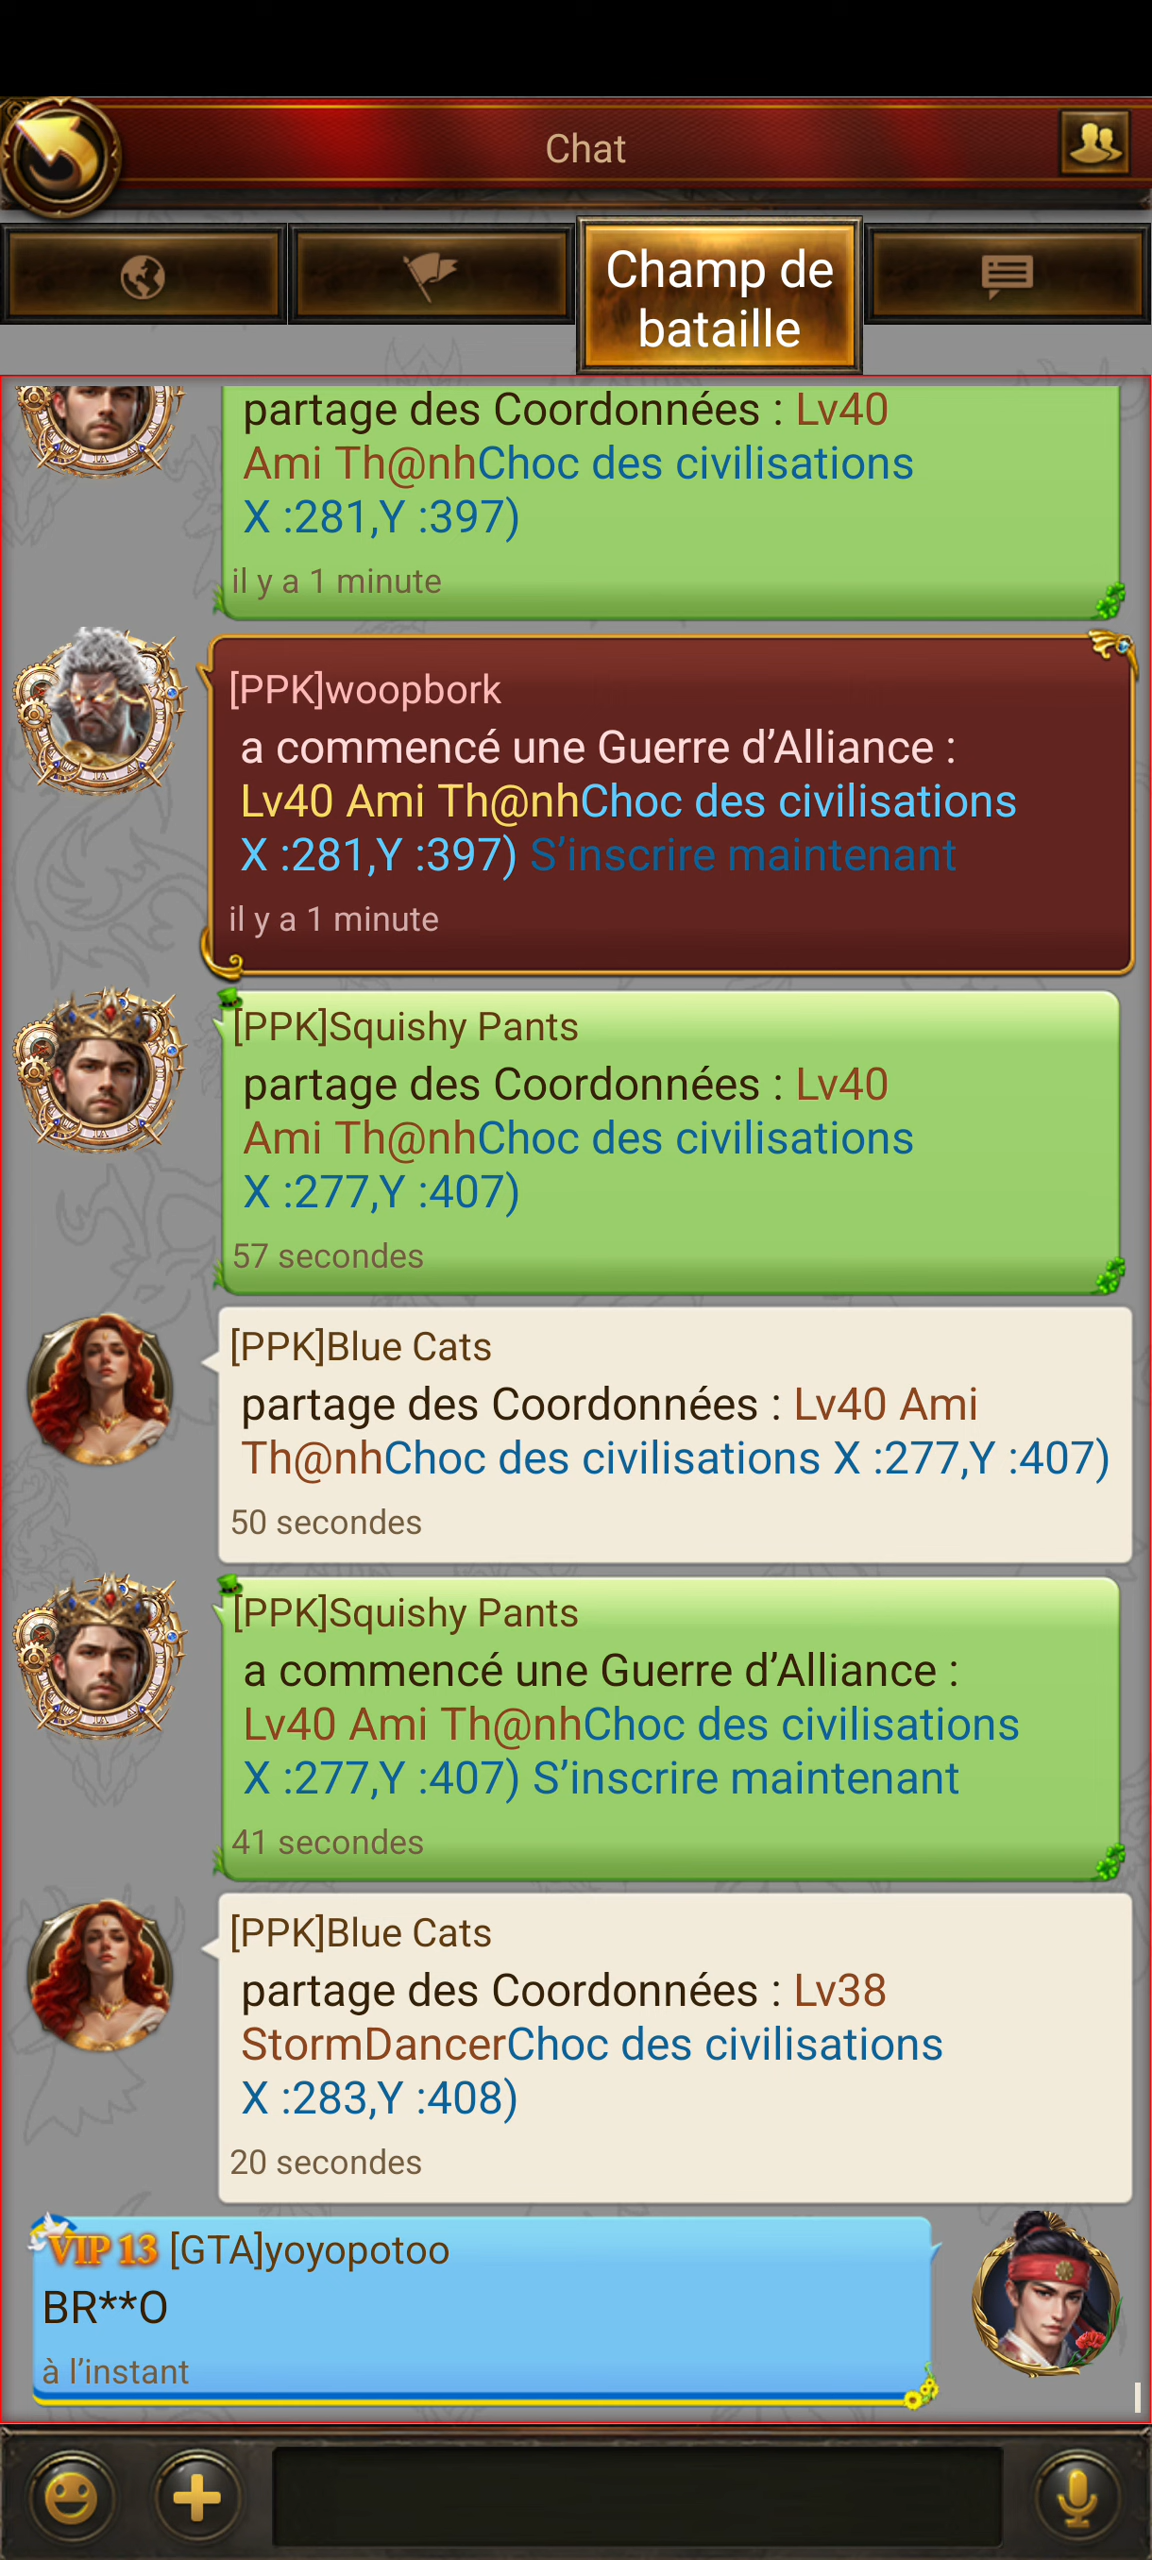 Chat
Champ de
bataille
partage des Coordonnées : Lv40
Ami Th@nhChoc des civilisations
X :281,Y :397)
il y a 1 minute
[PPK]woopbork
a commencé une Guerre d’Alliance :
Lv40 Ami Th@nhChoc des civilisations
X :281,Y :397) S’inscrire maintenant
il y a 1 minute
[PPK]Squishy Pants
partage des Coordonnées : Lv40
Ami Th@nhChoc des civilisations
X :277,Y :407)
57 secondes
[PPK]Blue Cats
partage des Coordonnées : Lv40 Ami
Th@nhChoc des civilisations X :277,Y :407)
50 secondes
[PPK]Squishy Pants
a commencé une Guerre d’Alliance :
Lv40 Ami Th@nhChoc des civilisations
X :277,Y :407) S’inscrire maintenant
41 secondes
[PPK]Blue Cats
partage des Coordonnées : Lv38
StormDancerChoc des civilisations
X :283,Y :408)
20 secondes
VIP 13 [GTA]yoyopotoo
BR**O
à l’instant